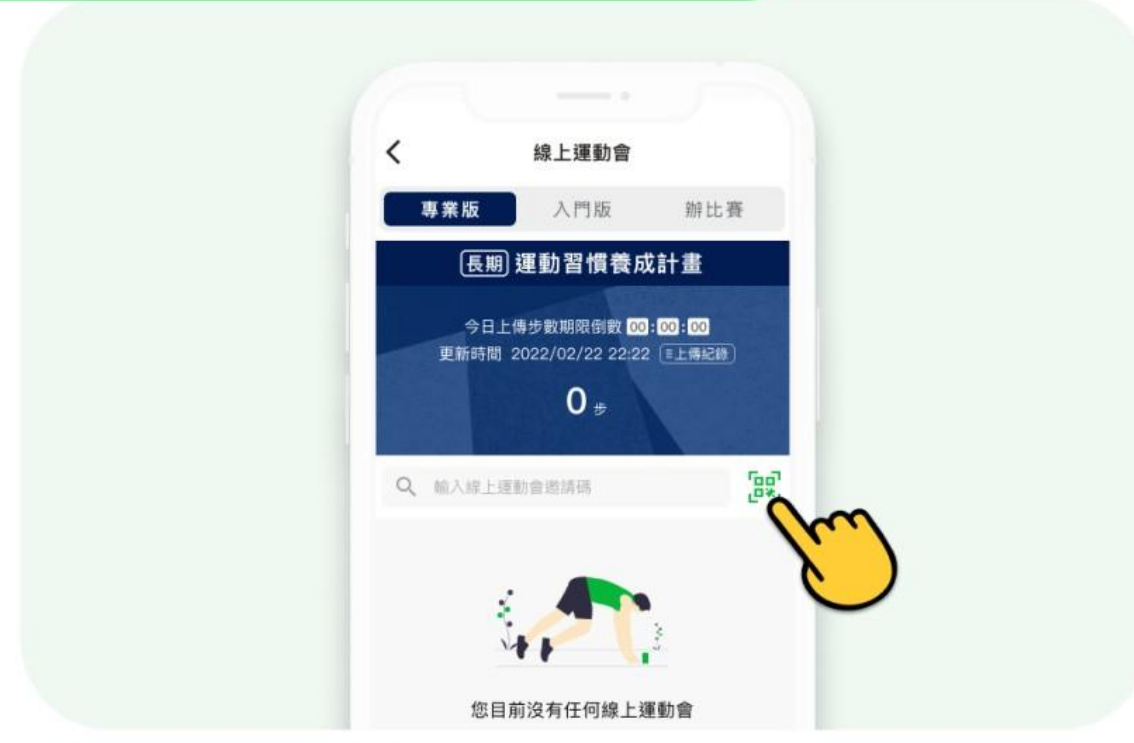 線上運動會
專業版 入門版 辦比賽
長期 運動習慣養成計畫
今日上傳步數期限倒數 00:00:00
更新時間 2022/02/22 22:22 上傳紀錄
0 步
輸入線上運動會邀請碼
您目前沒有任何線上運動會